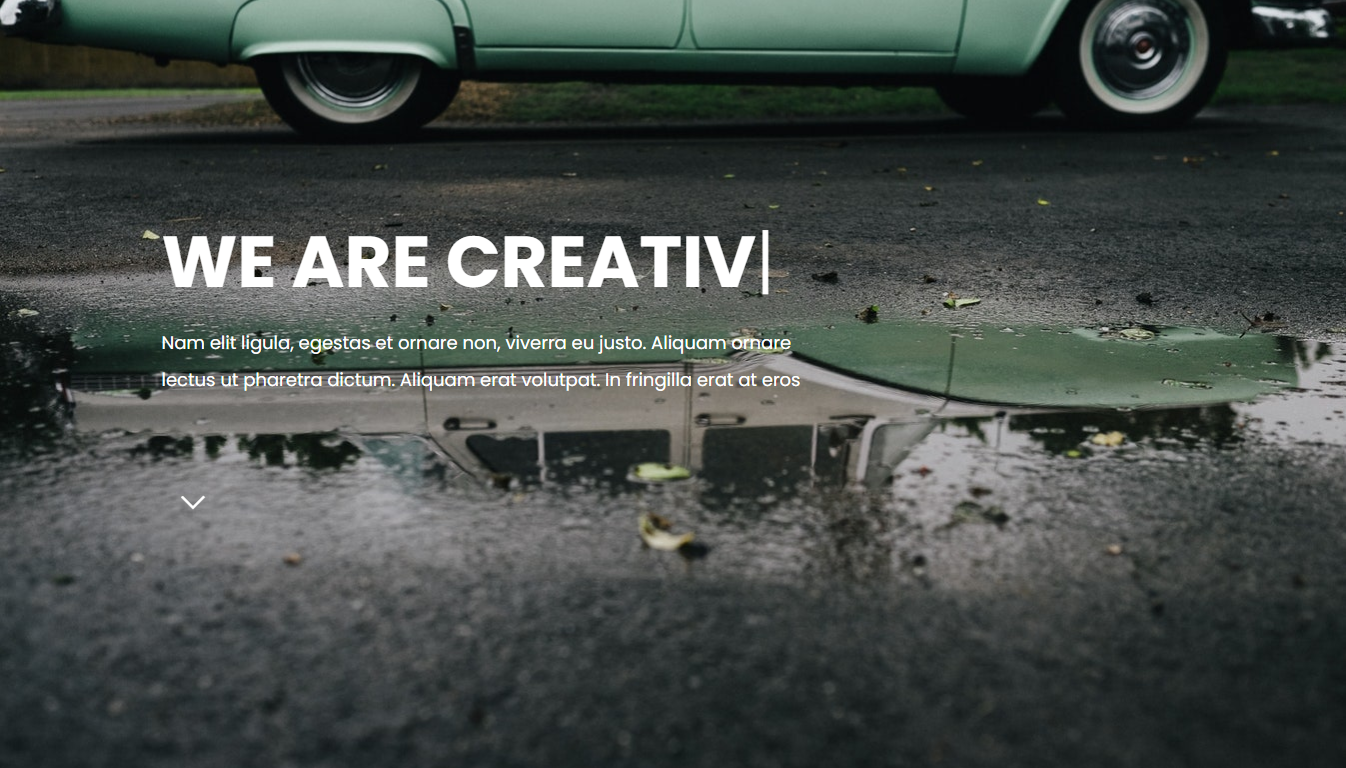 WE ARE CREATIV|
Nam elit ligula, egestas et ornare non, viverra eu justo. Aliquam ornare
lectus ut pharetra dictum. Aliquam erat volutpat. In fringilla erat at eros